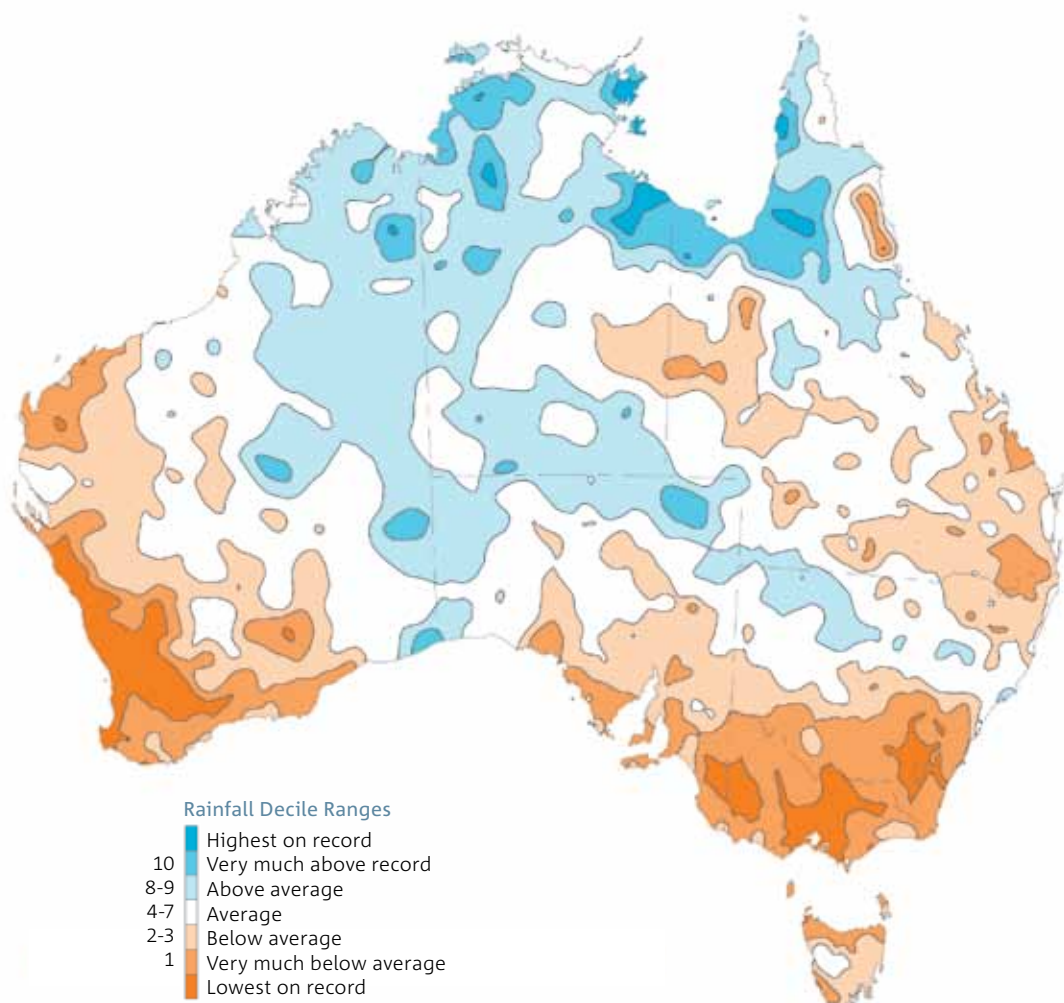 Rainfall Decile Ranges
Highest on record
10 Very much above record
8-9 Above average
4-7 Average
2-3 Below average
1 Very much below average
Lowest on record